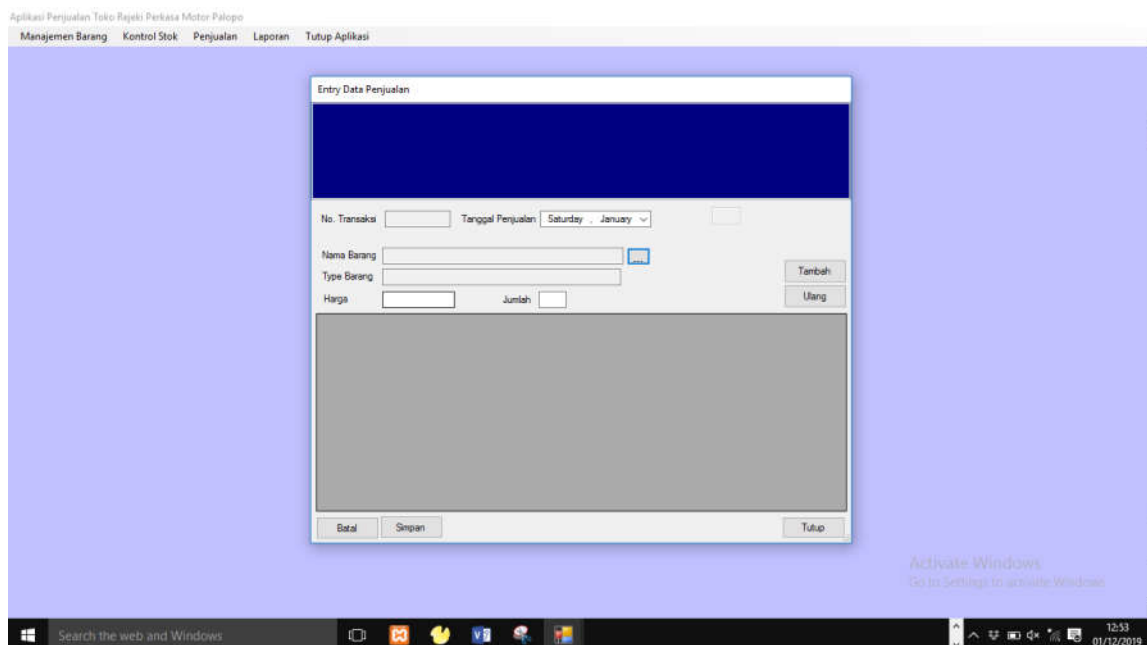 Aplikasi Penjualan Toko Rejeki Perkasa Motor Palopo
Manajemen Barang Kontrol Stok Penjualan Laporan Tutup Aplikasi
Entry Data Penjualan
No. Transaksi Tanggal Penjualan Saturday , January
Nama Barang ...
Type Barang Tambah
Harga Jumlah Ulang
Batal Simpan Tutup
Activate Windows
Go to Settings to activate Windows.
Search the web and Windows 12:53
01/12/2019